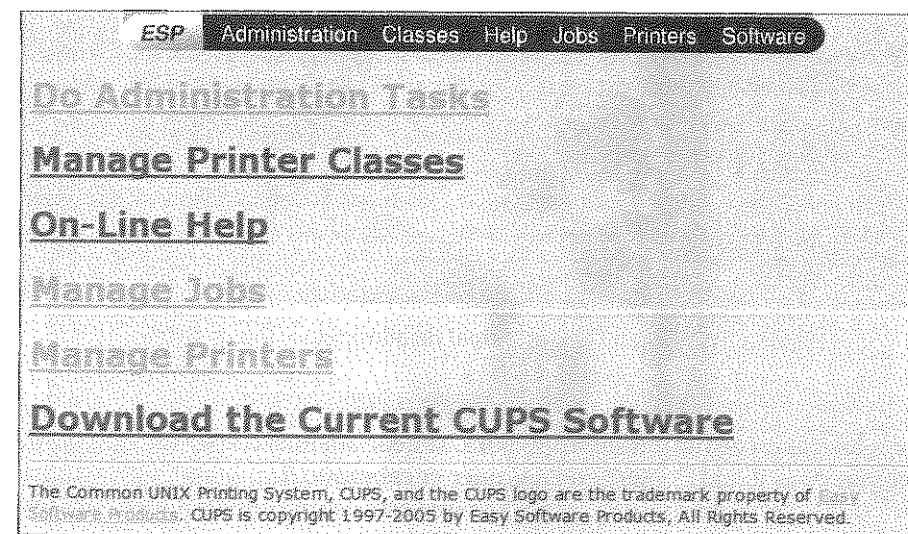 ESP Administration Classes Help Jobs Printers Software
Do Administration Tasks
Manage Printer Classes
On-Line Help
Manage Jobs
Manage Printers
Download the Current CUPS Software
The Common UNIX Printing System, CUPS, and the CUPS logo are the trademark property of Easy
Software Products. CUPS is copyright 1997-2005 by Easy Software Products, All Rights Reserved.